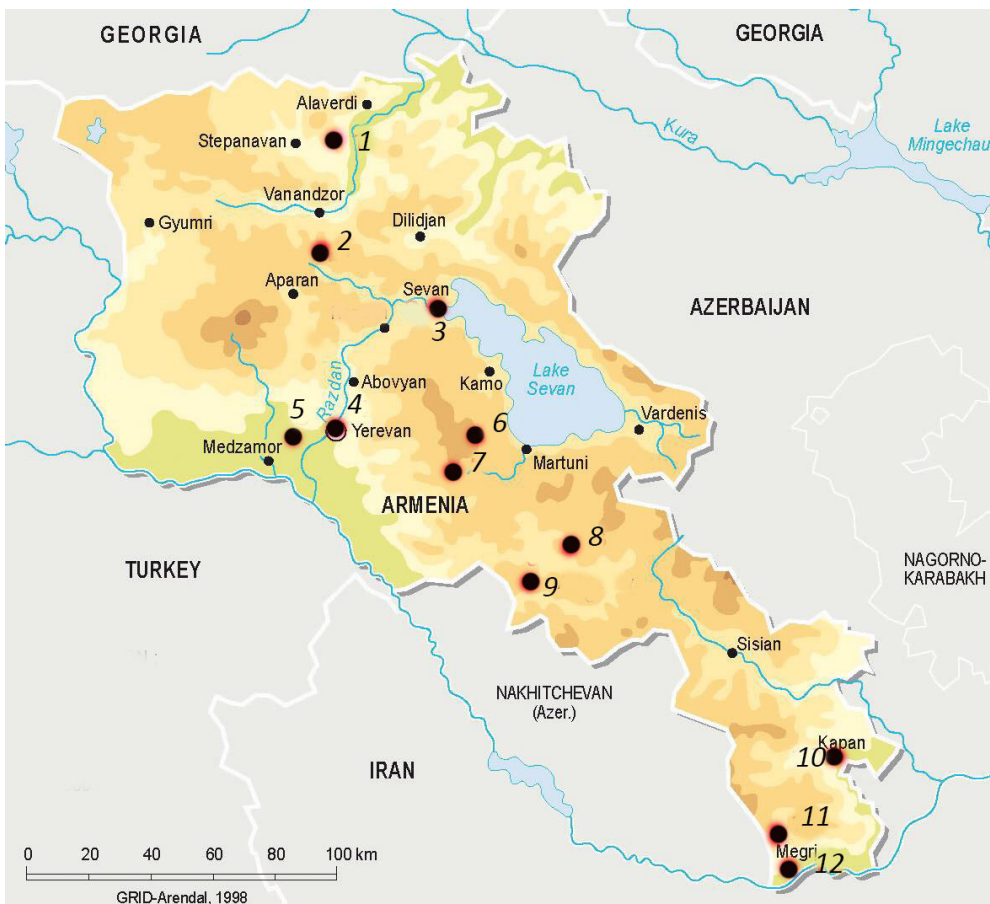 GEORGIA
GEORGIA
Alaverdi
Stepanavan
1
Kura
Lake
Mingechau
Vanandzor
Gyumri
Dilidjan
2
Aparan
Sevan
3
AZERBAIJAN
Lake
Sevan
Kamo
Abovyan
Razdan
4
5
Yerevan
6
Vardenis
Medzamor
7
Martuni
ARMENIA
8
NAGORNO-
KARABAKH
TURKEY
9
Sisian
NAKHITCHEVAN
(Azer.)
Kapan
10
IRAN
11
Megri
12
0 20 40 60 80 100 km
GRID-Arendal, 1998